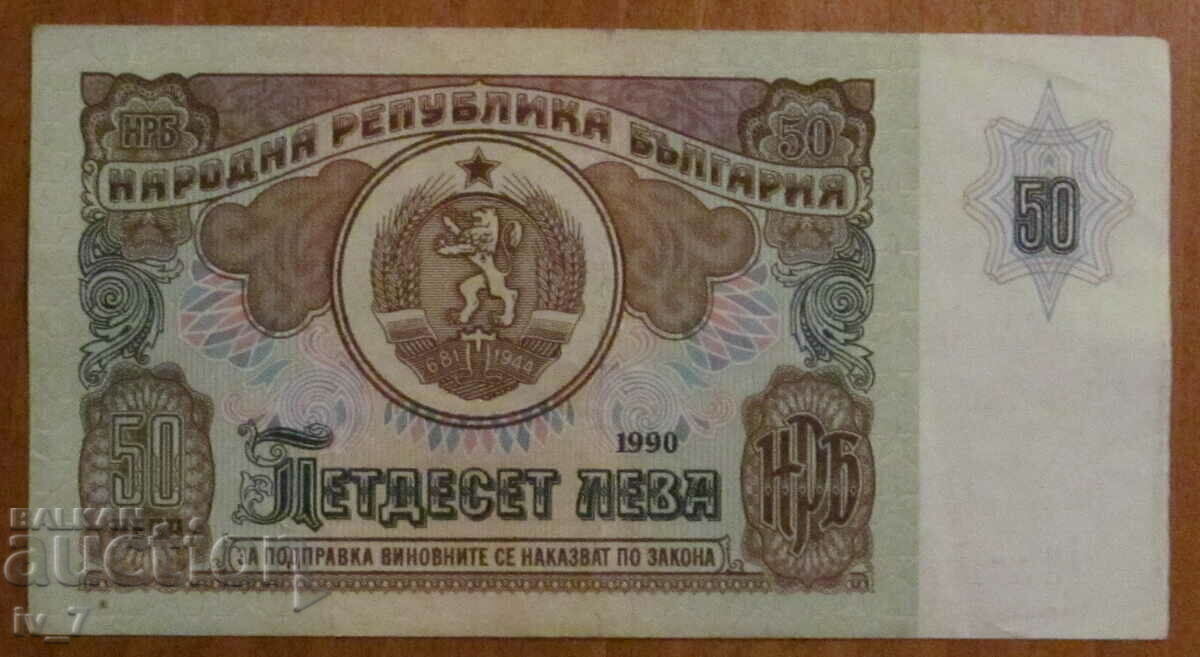 НРБ
НАРОДНА РЕПУБЛИКА БЪЛГАРИЯ
50
50
681 1944
1990
50
ЛЕВА
ПЕТДЕСЕТ ЛЕВА
НРБ
ЗА ПОДПРАВКА ВИНОВНИТЕ СЕ НАКАЗВАТ ПО ЗАКОНА
BALKAN
auction
iv_7